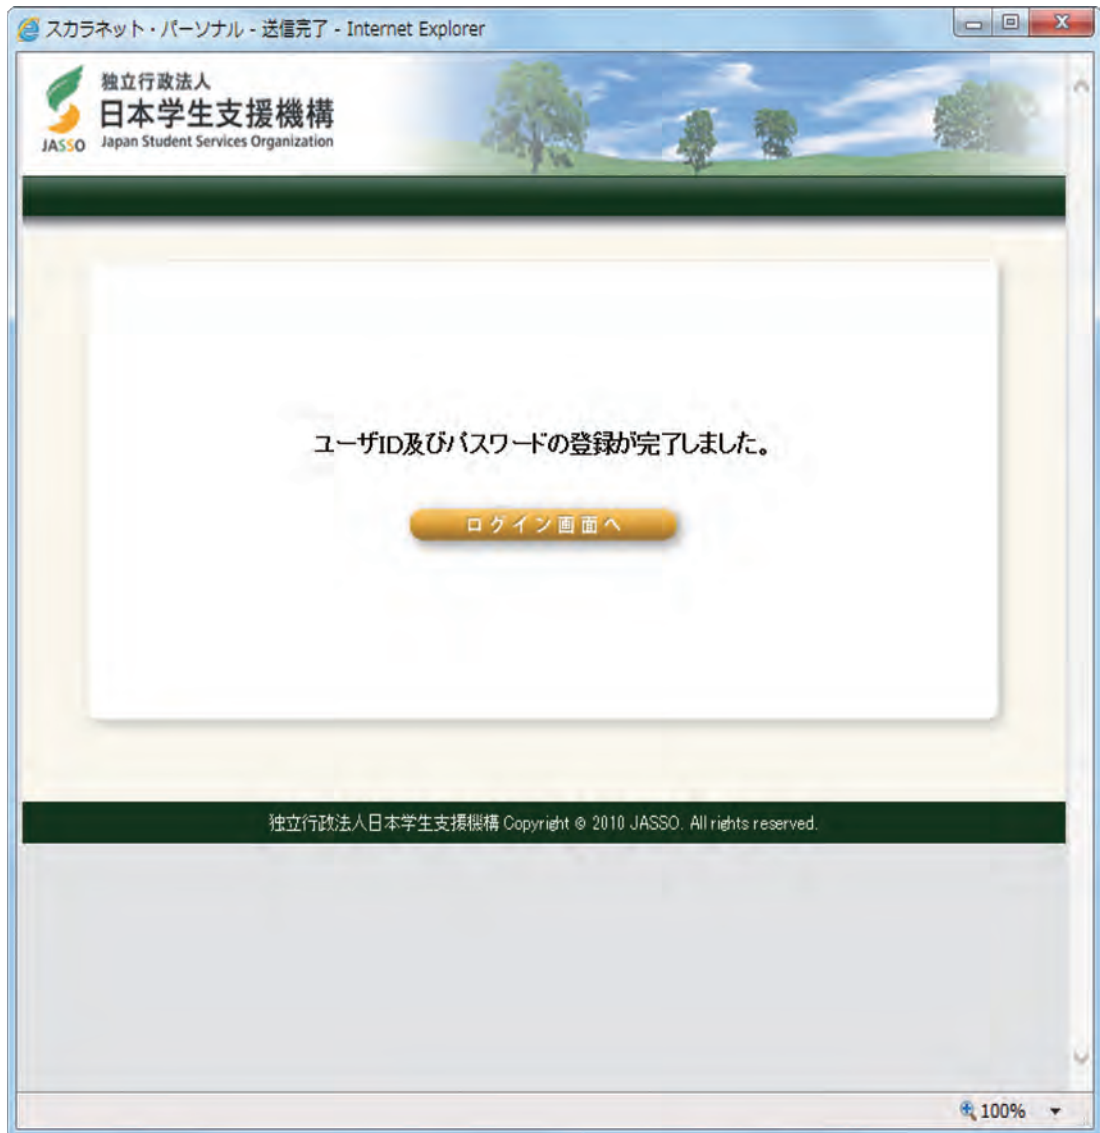 スカラネット・パーソナル - 送信完了 - Internet Explorer
独立行政法人
日本学生支援機構
JASSO Japan Student Services Organization
ユーザID及びパスワードの登録が完了しました。
ログイン画面へ
独立行政法人日本学生支援機構 Copyright © 2010 JASSO. All rights reserved.
100%